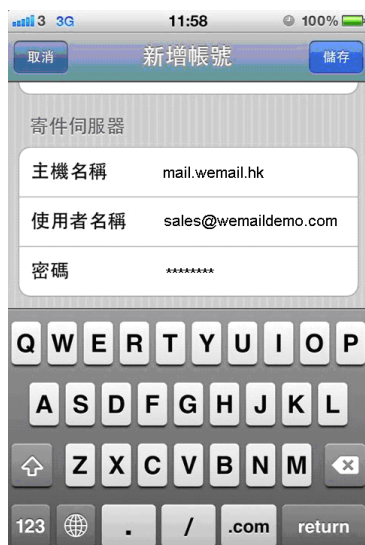 3 3G 11:58 100%
取消 新增帳號 儲存
寄件伺服器
主機名稱 mail.wemail.hk
使用者名稱 sales@wemaildemo.com
密碼 ********
Q W E R T Y U I O P
A S D F G H J K L
Z X C V B N M
123 . / .com return